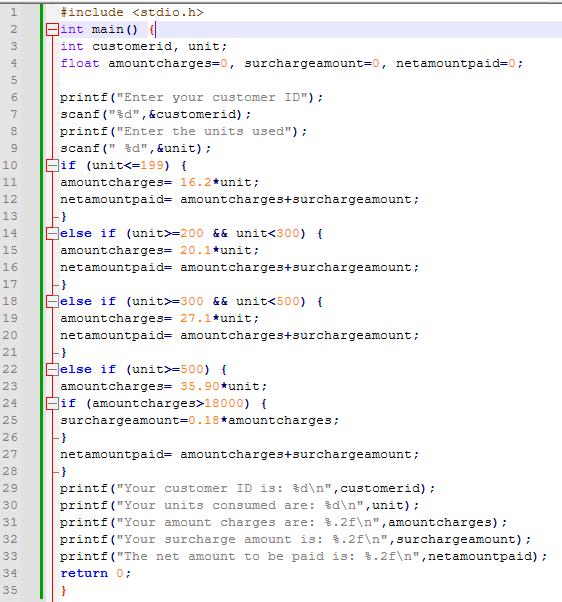 1 #include <stdio.h>
2 int main() {
3 int customerid, unit;
4 float amountcharges=0, surchargeamount=0, netamountpaid=0;
5
6 printf("Enter your customer ID");
7 scanf("%d",&customerid);
8 printf("Enter the units used");
9 scanf(" %d",&unit);
10 if (unit<=199) {
11 amountcharges= 16.2*unit;
12 netamountpaid= amountcharges+surchargeamount;
13 }
14 else if (unit>=200 && unit<300) {
15 amountcharges= 20.1*unit;
16 netamountpaid= amountcharges+surchargeamount;
17 }
18 else if (unit>=300 && unit<500) {
19 amountcharges= 27.1*unit;
20 netamountpaid= amountcharges+surchargeamount;
21 }
22 else if (unit>=500) {
23 amountcharges= 35.90*unit;
24 if (amountcharges>18000) {
25 surchargeamount=0.18*amountcharges;
26 }
27 netamountpaid= amountcharges+surchargeamount;
28 }
29 printf("Your customer ID is: %d\n",customerid);
30 printf("Your units consumed are: %d\n",unit);
31 printf("Your amount charges are: %.2f\n",amountcharges);
32 printf("Your surcharge amount is: %.2f\n",surchargeamount);
33 printf("The net amount to be paid is: %.2f\n",netamountpaid);
34 return 0;
35 }